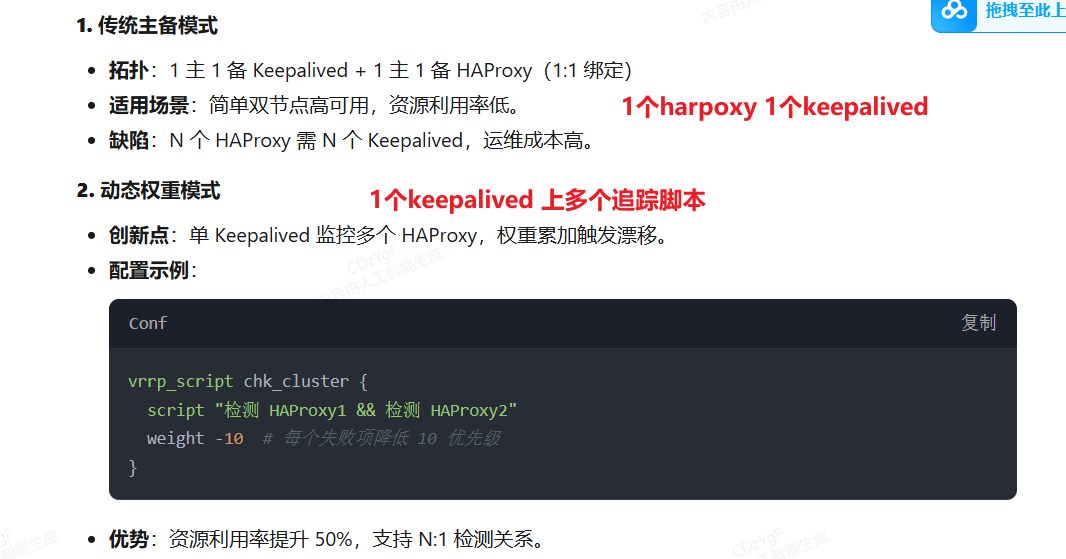 1. 传统主备模式
拖拽至此上
• 拓扑：1 主 1 备 Keepalived + 1 主 1 备 HAProxy（1:1 绑定）
• 适用场景：简单双节点高可用，资源利用率低。
1个harpoxy 1个keepalived
• 缺陷：N 个 HAProxy 需 N 个 Keepalived，运维成本高。
2. 动态权重模式
1个keepalived 上多个追踪脚本
• 创新点：单 Keepalived 监控多个 HAProxy，权重累加触发漂移。
• 配置示例：
CDzYgF
内容由人工智能生成
Conf
复制
vrrp_script chk_cluster {
script "检测 HAProxy1 && 检测 HAProxy2"
weight -10 # 每个失败项降低 10 优先级
}
• 优势：资源利用率提升 50%，支持 N:1 检测关系。
CDzYgF